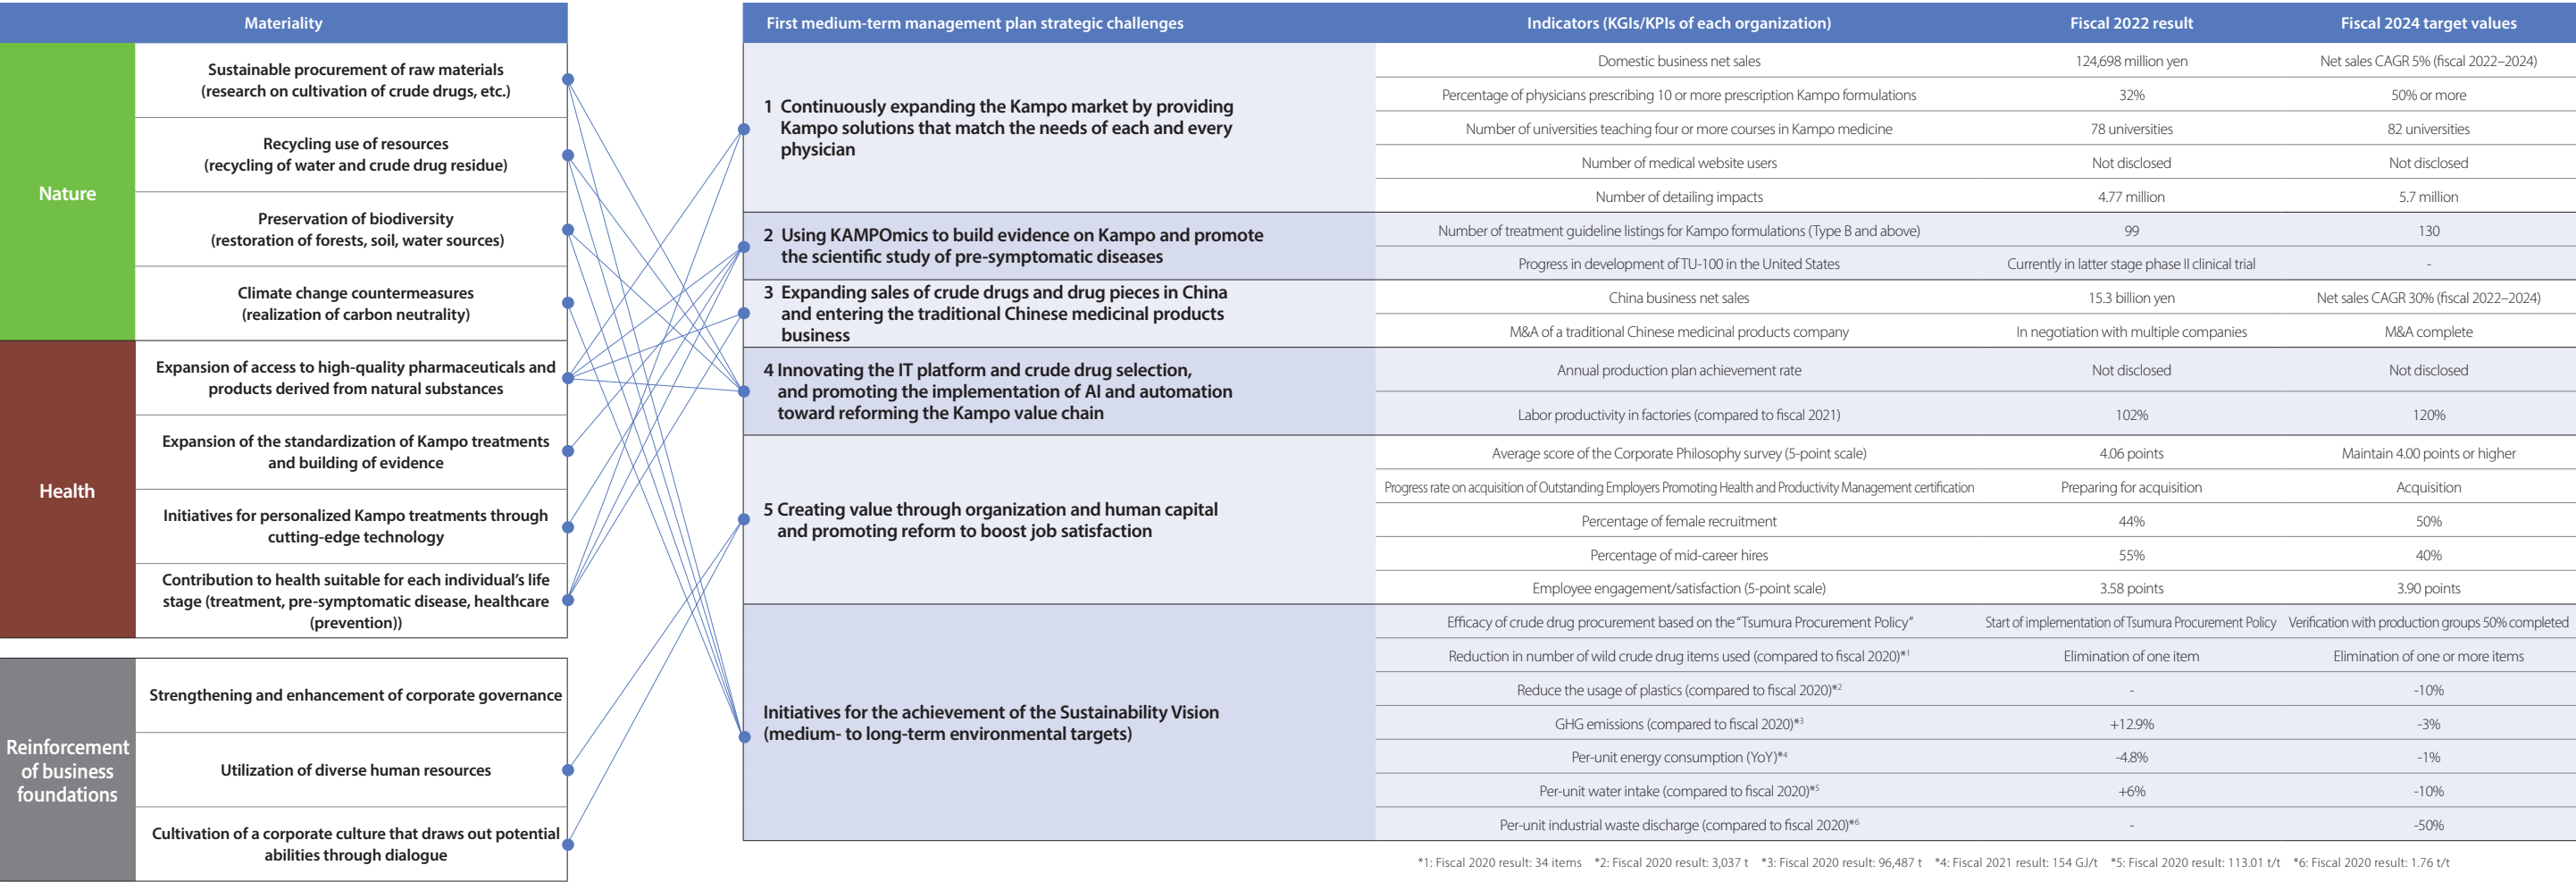 Materiality
Nature
Sustainable procurement of raw materials
(research on cultivation of crude drugs, etc.)
Recycling use of resources
(recycling of water and crude drug residue)
Preservation of biodiversity
(restoration of forests, soil, water sources)
Climate change countermeasures
(realization of carbon neutrality)
Health
Expansion of access to high-quality pharmaceuticals and
products derived from natural substances
Expansion of the standardization of Kampo treatments
and building of evidence
Initiatives for personalized Kampo treatments through
cutting-edge technology
Contribution to health suitable for each individual's life
stage (treatment, pre-symptomatic disease, healthcare
(prevention))
Reinforcement
of business
foundations
Strengthening and enhancement of corporate governance
Utilization of diverse human resources
Cultivation of a corporate culture that draws out potential
abilities through dialogue
First medium-term management plan strategic challenges Indicators (KGIs/KPIs of each organization) Fiscal 2022 result Fiscal 2024 target values
1 Continuously expanding the Kampo market by providing
Kampo solutions that match the needs of each and every
physician
Domestic business net sales 124,698 million yen Net sales CAGR 5% (fiscal 2022–2024)
Percentage of physicians prescribing 10 or more prescription Kampo formulations 32% 50% or more
Number of universities teaching four or more courses in Kampo medicine 78 universities 82 universities
Number of medical website users Not disclosed Not disclosed
Number of detailing impacts 4.77 million 5.7 million
2 Using KAMPOmics to build evidence on Kampo and promote
the scientific study of pre-symptomatic diseases
Number of treatment guideline listings for Kampo formulations (Type B and above) 99 130
Progress in development of TU-100 in the United States Currently in latter stage phase II clinical trial -
3 Expanding sales of crude drugs and drug pieces in China
and entering the traditional Chinese medicinal products
business
China business net sales 15.3 billion yen Net sales CAGR 30% (fiscal 2022–2024)
M&A of a traditional Chinese medicinal products company In negotiation with multiple companies M&A complete
4 Innovating the IT platform and crude drug selection,
and promoting the implementation of AI and automation
toward reforming the Kampo value chain
Annual production plan achievement rate Not disclosed Not disclosed
Labor productivity in factories (compared to fiscal 2021) 102% 120%
5 Creating value through organization and human capital
and promoting reform to boost job satisfaction
Average score of the Corporate Philosophy survey (5-point scale) 4.06 points Maintain 4.00 points or higher
Progress rate on acquisition of Outstanding Employers Promoting Health and Productivity Management certification Preparing for acquisition Acquisition
Percentage of female recruitment 44% 50%
Percentage of mid-career hires 55% 40%
Employee engagement/satisfaction (5-point scale) 3.58 points 3.90 points
Initiatives for the achievement of the Sustainability Vision
(medium- to long-term environmental targets)
Efficacy of crude drug procurement based on the “Tsumura Procurement Policy” Start of implementation of Tsumura Procurement Policy Verification with production groups 50% completed
Reduction in number of wild crude drug items used (compared to fiscal 2020)*1 Elimination of one item Elimination of one or more items
Reduce the usage of plastics (compared to fiscal 2020)*2 - -10%
GHG emissions (compared to fiscal 2020)*3 +12.9% -3%
Per-unit energy consumption (YoY)*4 -4.8% -1%
Per-unit water intake (compared to fiscal 2020)*5 +6% -10%
Per-unit industrial waste discharge (compared to fiscal 2020)*6 - -50%
*1: Fiscal 2020 result: 34 items *2: Fiscal 2020 result: 3,037 t *3: Fiscal 2020 result: 96,487 t *4: Fiscal 2021 result: 154 GJ/t *5: Fiscal 2020 result: 113.01 t/t *6: Fiscal 2020 result: 1.76 t/t